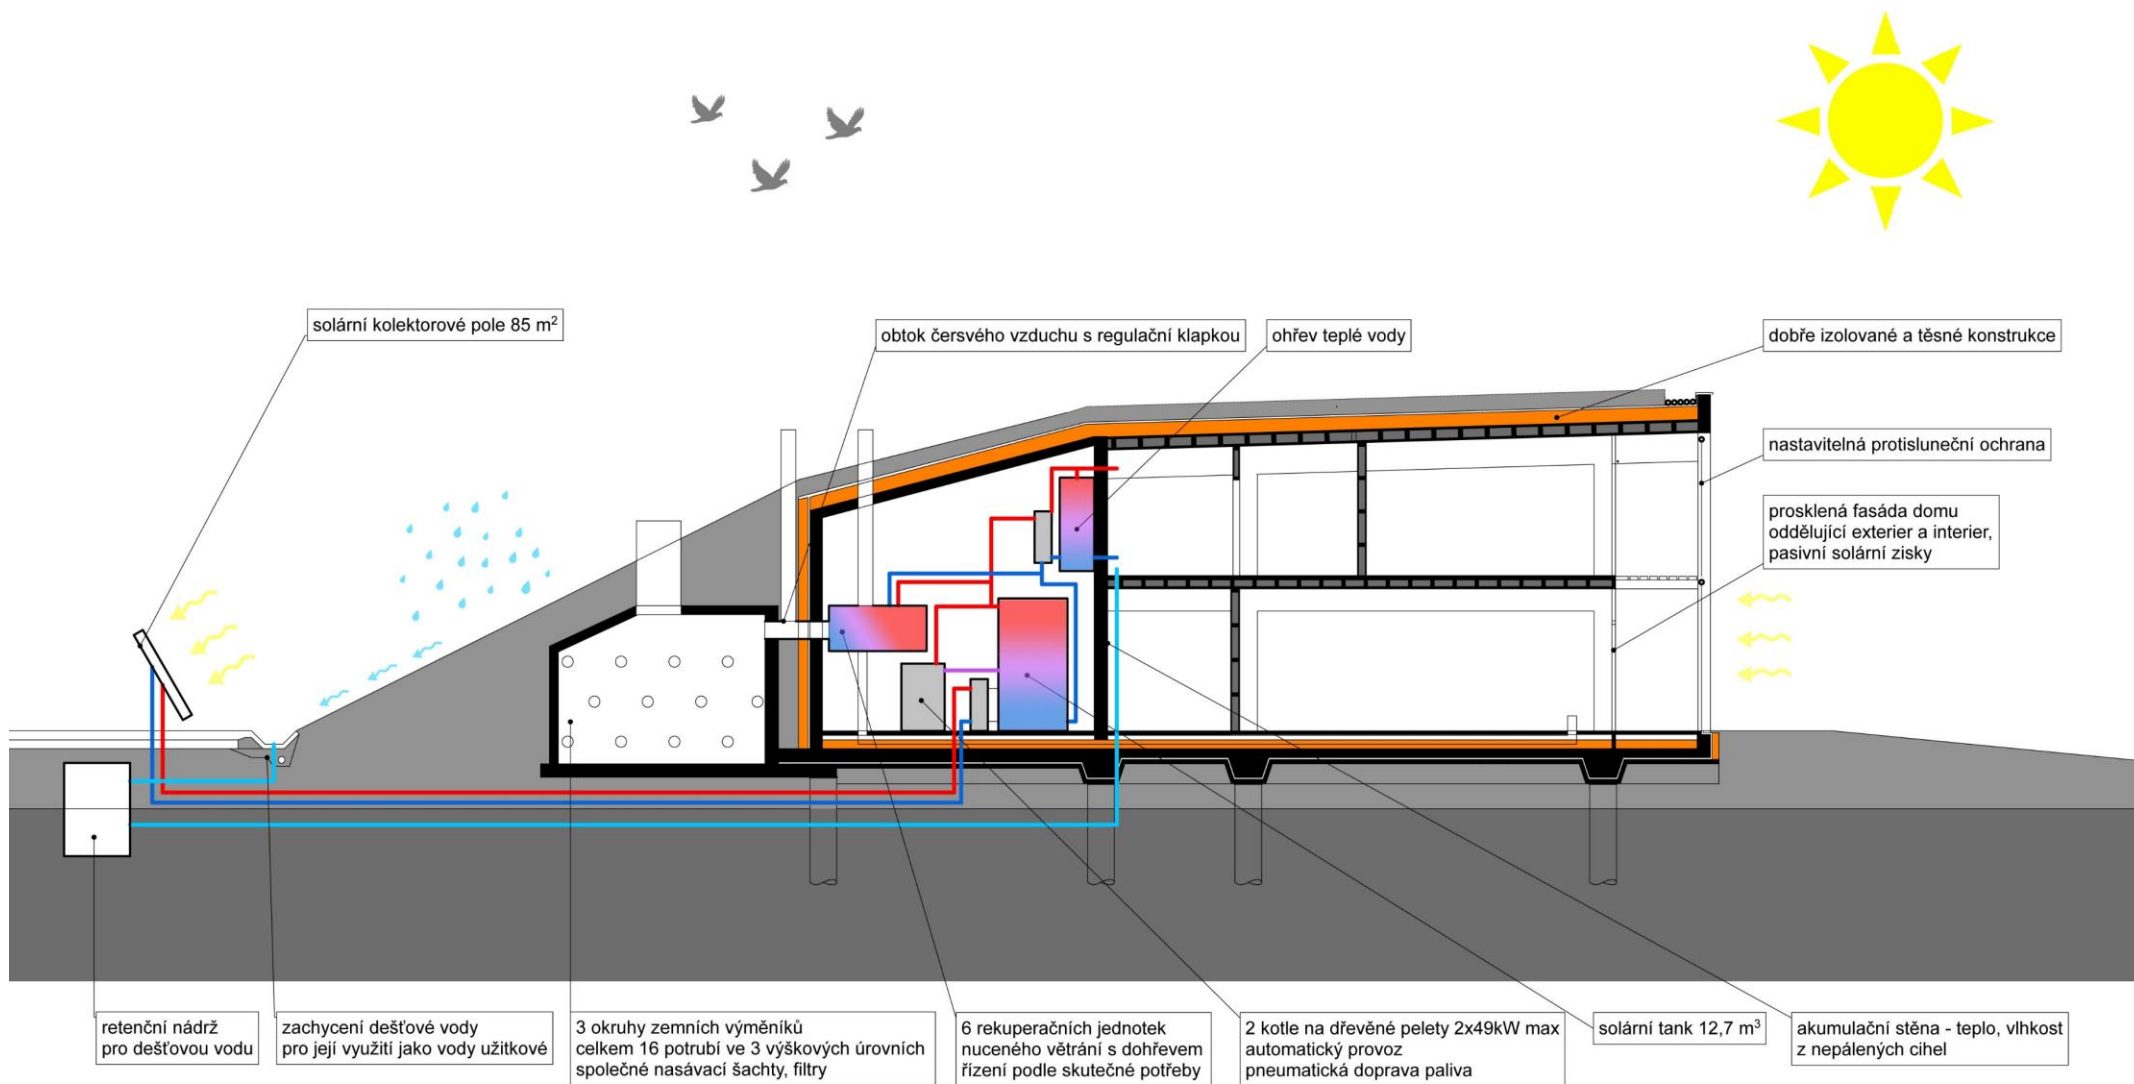 solární kolektorové pole 85 m²
obtok čersvého vzduchu s regulační klapkou
ohřev teplé vody
dobře izolované a těsné konstrukce
nastavitelná protisluneční ochrana
prosklená fasáda domu
oddělující exterier a interier,
pasivní solární zisky
retenční nádrž
pro dešťovou vodu
zachycení dešťové vody
pro její využití jako vody užitkové
3 okruhy zemních výměníků
celkem 16 potrubí ve 3 výškových úrovních
společné nasávací šachty, filtry
6 rekuperačních jednotek
nuceného větrání s dohřevem
řízení podle skutečné potřeby
2 kotle na dřevěné pelety 2x49kW max
automatický provoz
pneumatická doprava paliva
solární tank 12,7 m³
akumulační stěna - teplo, vlhkost
z nepálených cihel